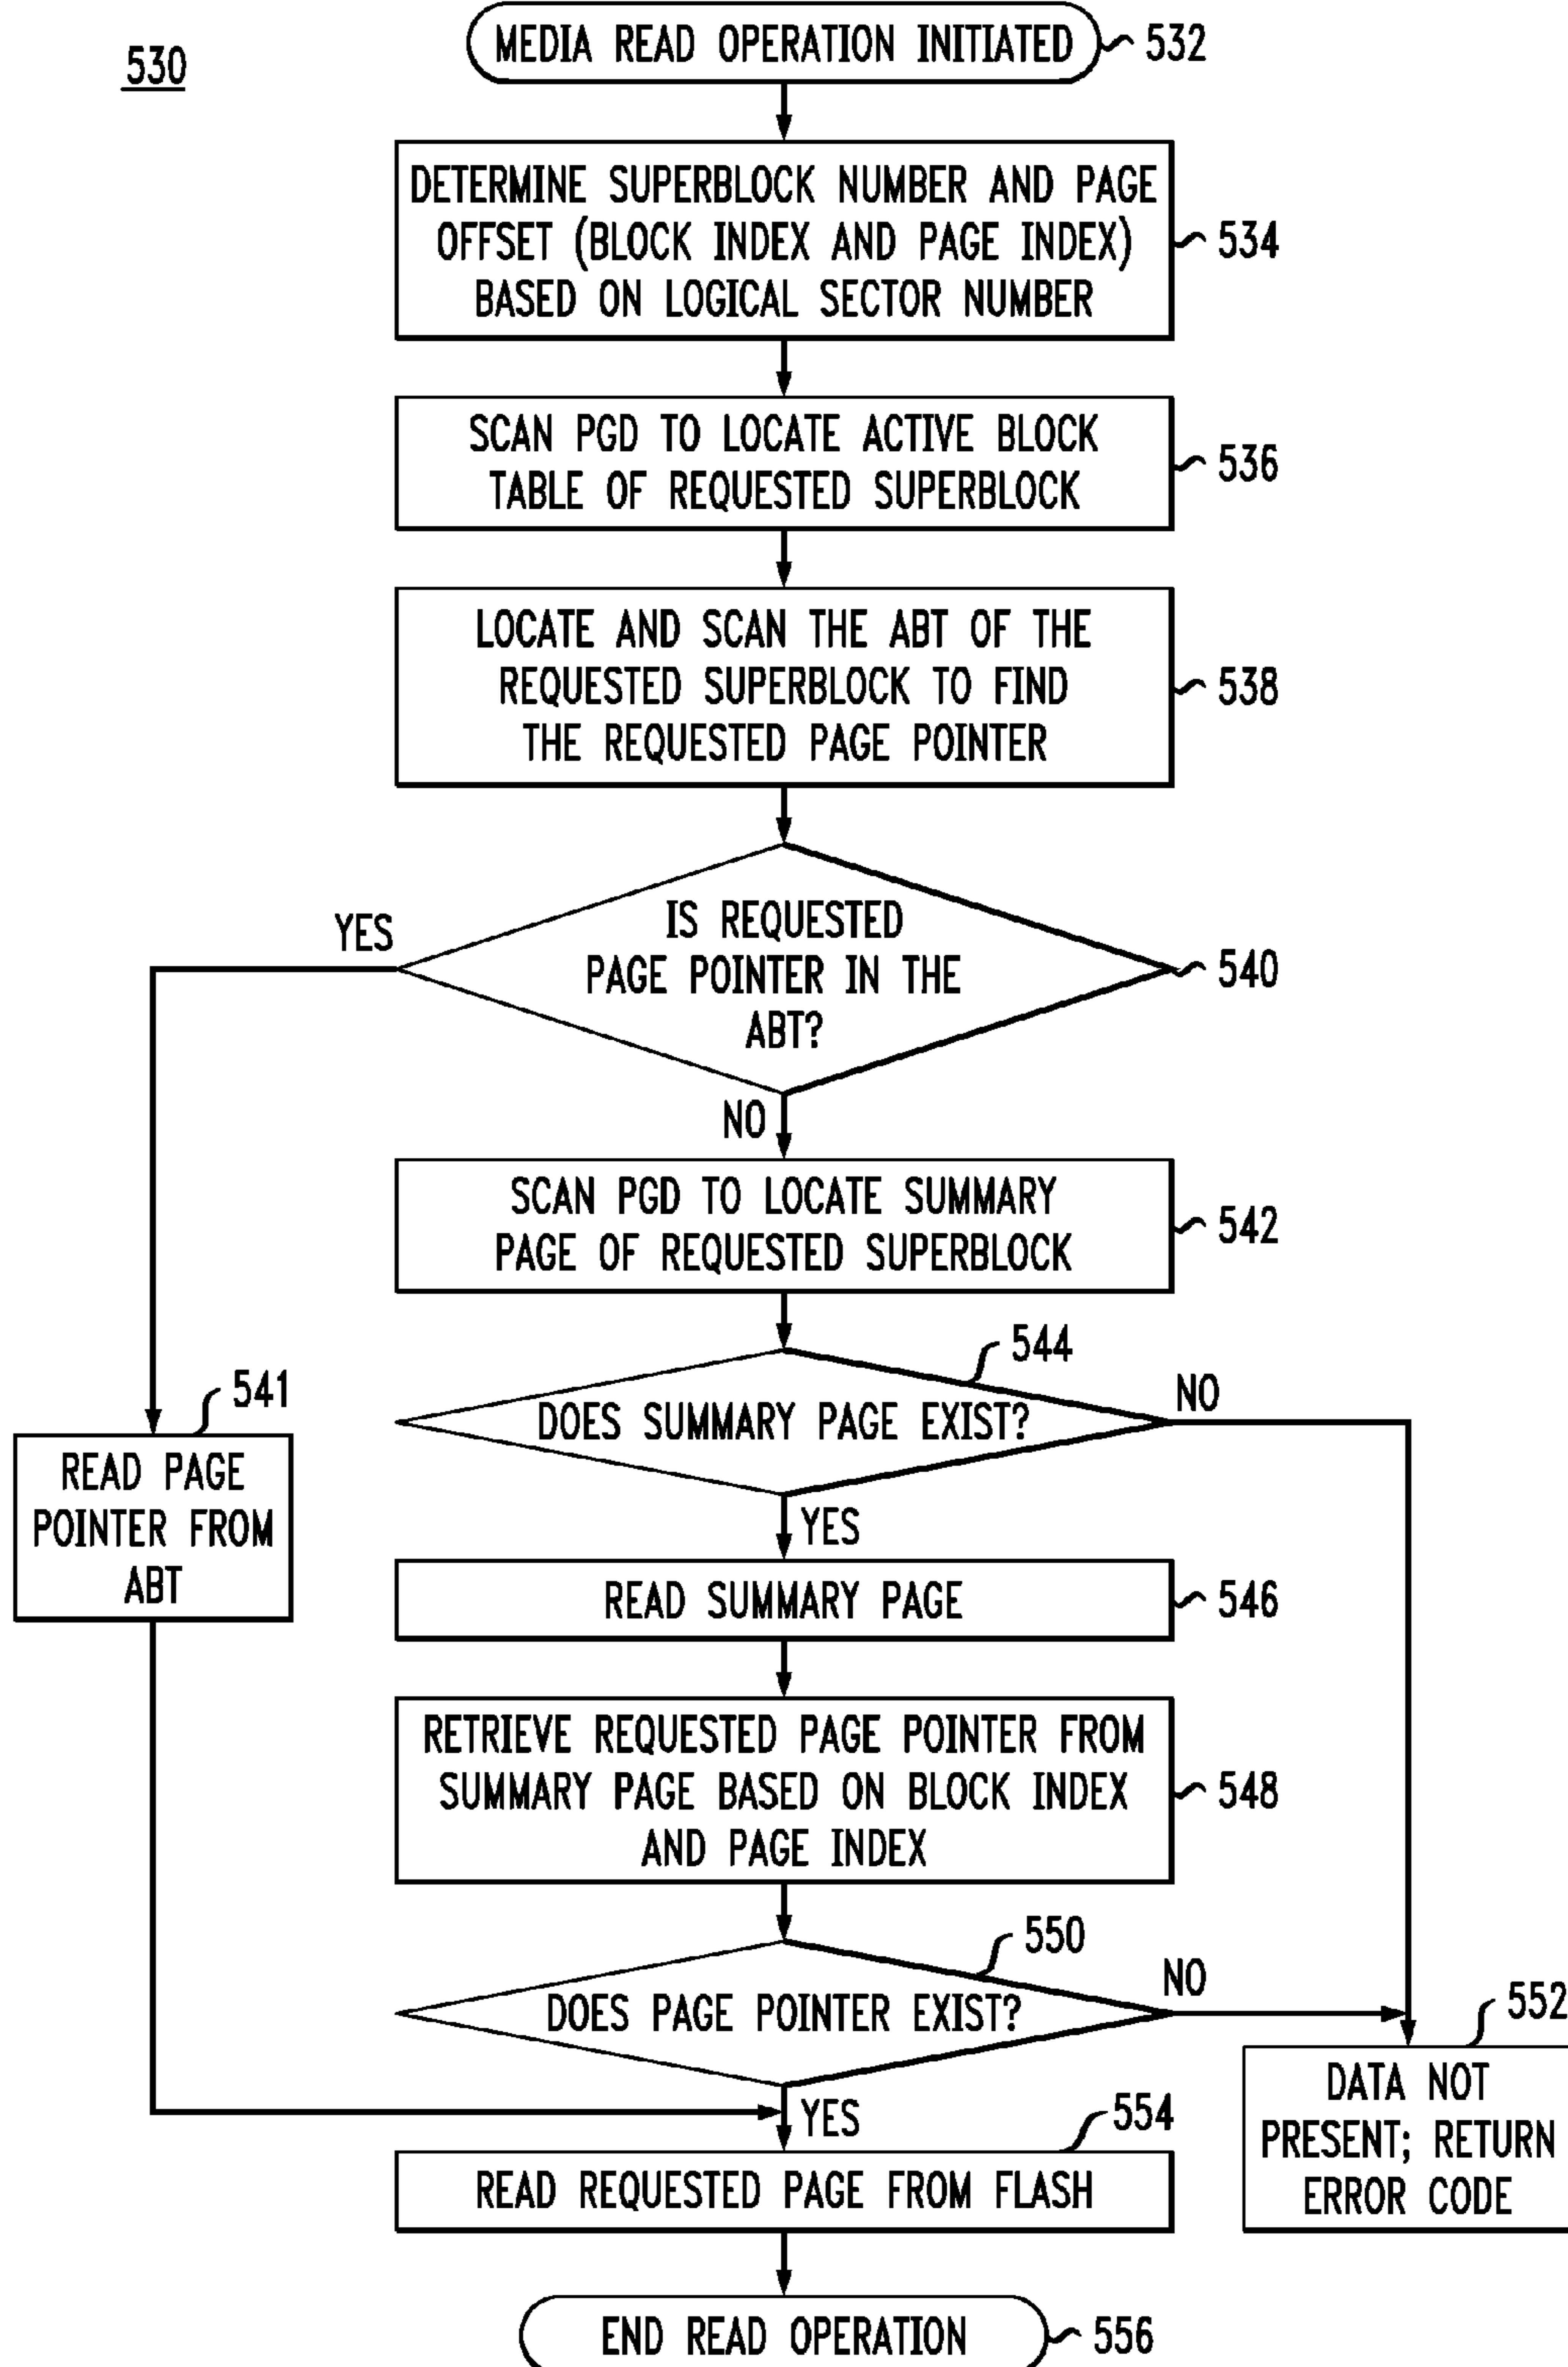 530
MEDIA READ OPERATION INITIATED
532
DETERMINE SUPERBLOCK NUMBER AND PAGE
OFFSET (BLOCK INDEX AND PAGE INDEX)
BASED ON LOGICAL SECTOR NUMBER
534
SCAN PGD TO LOCATE ACTIVE BLOCK
TABLE OF REQUESTED SUPERBLOCK
536
LOCATE AND SCAN THE ABT OF THE
REQUESTED SUPERBLOCK TO FIND
THE REQUESTED PAGE POINTER
538
YES
IS REQUESTED
PAGE POINTER IN THE
ABT?
540
NO
SCAN PGD TO LOCATE SUMMARY
PAGE OF REQUESTED SUPERBLOCK
542
544
DOES SUMMARY PAGE EXIST?
NO
541
READ PAGE
POINTER FROM
ABT
YES
READ SUMMARY PAGE
546
RETRIEVE REQUESTED PAGE POINTER FROM
SUMMARY PAGE BASED ON BLOCK INDEX
AND PAGE INDEX
548
550
DOES PAGE POINTER EXIST?
NO
552
DATA NOT
PRESENT; RETURN
ERROR CODE
YES
554
READ REQUESTED PAGE FROM FLASH
END READ OPERATION
556